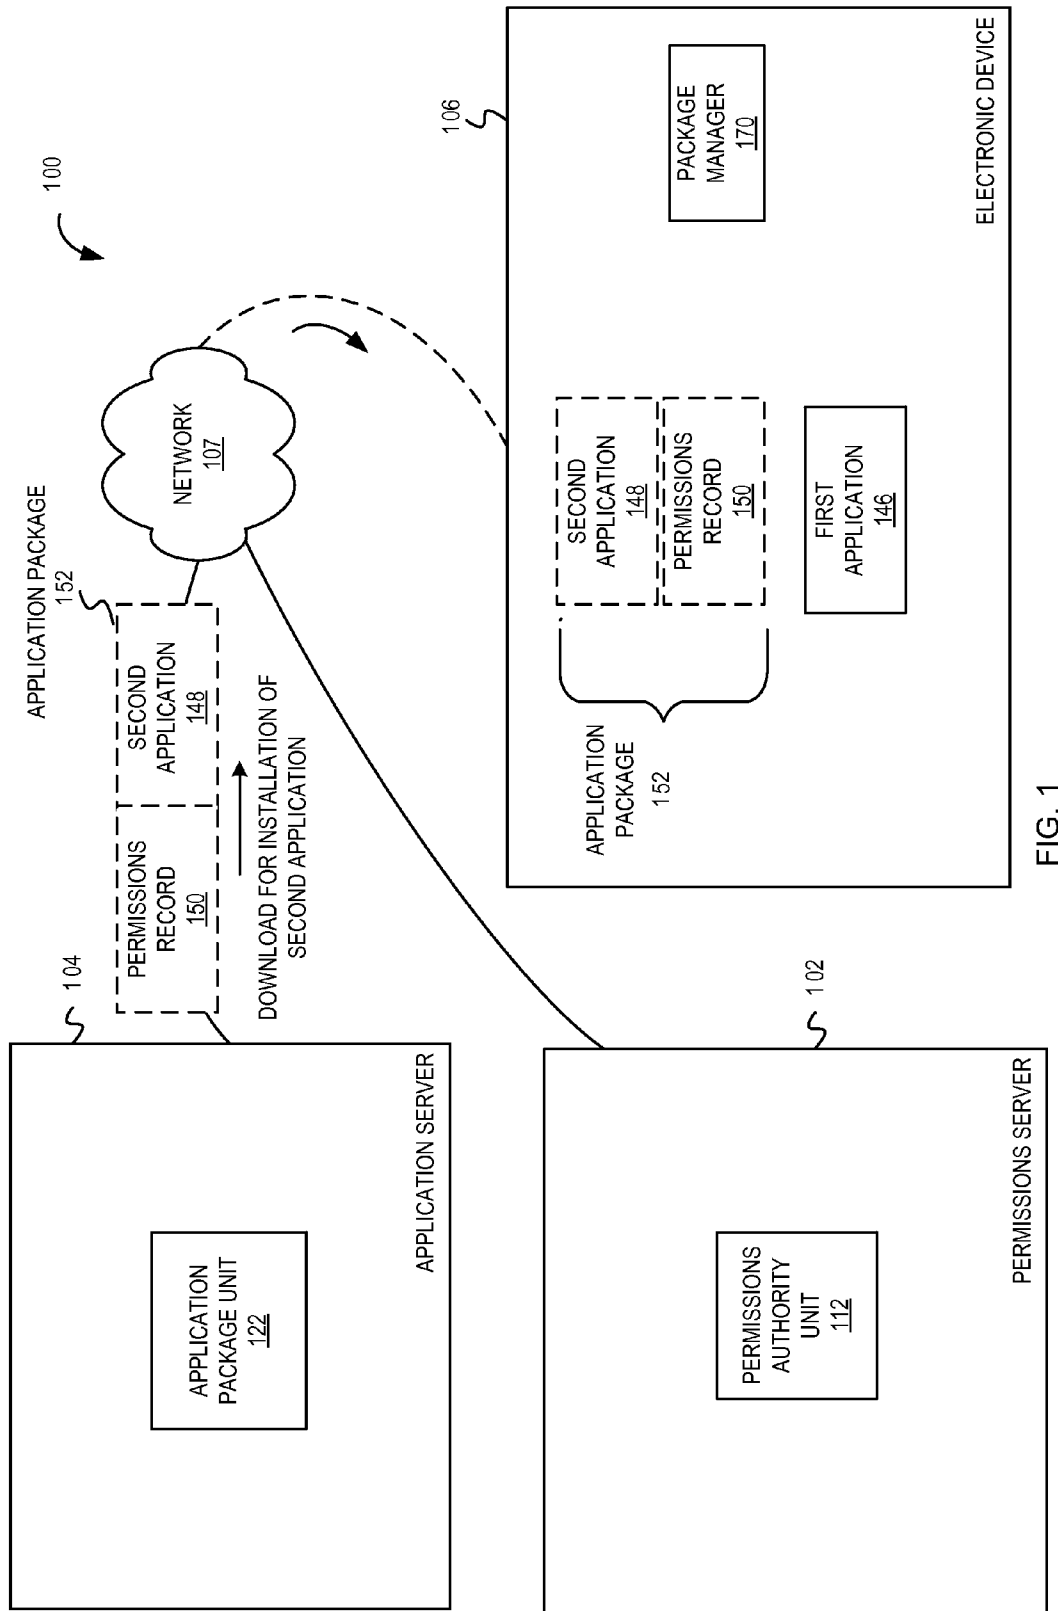 100
APPLICATION PACKAGE
152
PERMISSIONS
RECORD
150
SECOND
APPLICATION
148
DOWNLOAD FOR INSTALLATION OF
SECOND APPLICATION
NETWORK
107
104
APPLICATION
PACKAGE UNIT
122
APPLICATION SERVER
106
SECOND
APPLICATION
148
PERMISSIONS
RECORD
150
APPLICATION
PACKAGE
152
FIRST
APPLICATION
146
PACKAGE
MANAGER
170
ELECTRONIC DEVICE
102
PERMISSIONS
AUTHORITY
UNIT
112
PERMISSIONS SERVER
FIG. 1